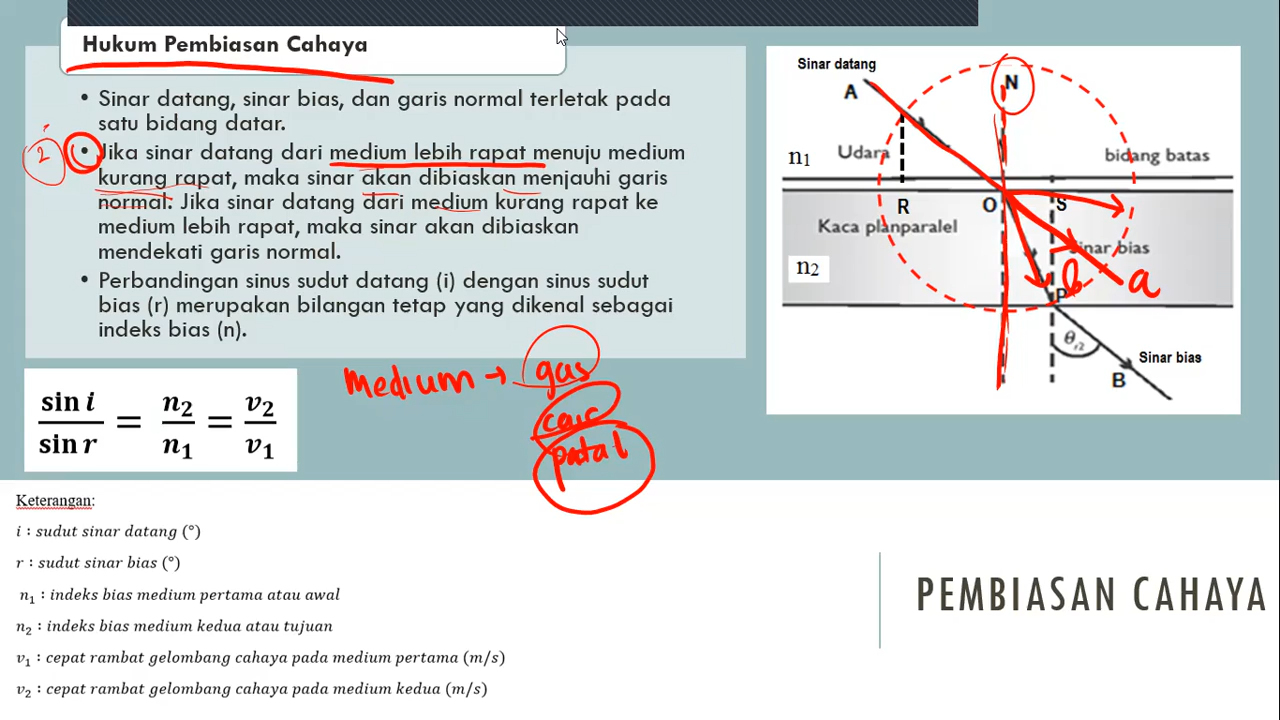 Hukum Pembiasan Cahaya
• Sinar datang, sinar bias, dan garis normal terletak pada
satu bidang datar.
2
• Jika sinar datang dari medium lebih rapat menuju medium
kurang rapat, maka sinar akan dibiaskan menjauhi garis
normal. Jika sinar datang dari medium kurang rapat ke
medium lebih rapat, maka sinar akan dibiaskan
mendekati garis normal.
• Perbandingan sinus sudut datang (i) dengan sinus sudut
bias (r) merupakan bilangan tetap yang dikenal sebagai
indeks bias (n).
medium → gas
cair
padat
sin i / sin r = n₂ / n₁ = v₂ / v₁
Keterangan:
i : sudut sinar datang (°)
r : sudut sinar bias (°)
n₁ : indeks bias medium pertama atau awal
n₂ : indeks bias medium kedua atau tujuan
v₁ : cepat rambat gelombang cahaya pada medium pertama (m/s)
v₂ : cepat rambat gelombang cahaya pada medium kedua (m/s)
Sinar datang
A
N
n₁
Udara
bidang batas
R
O
S
Kaca planparalel
Sinar bias
n₂
b
a
P
Sinar bias
B
PEMBIASAN CAHAYA